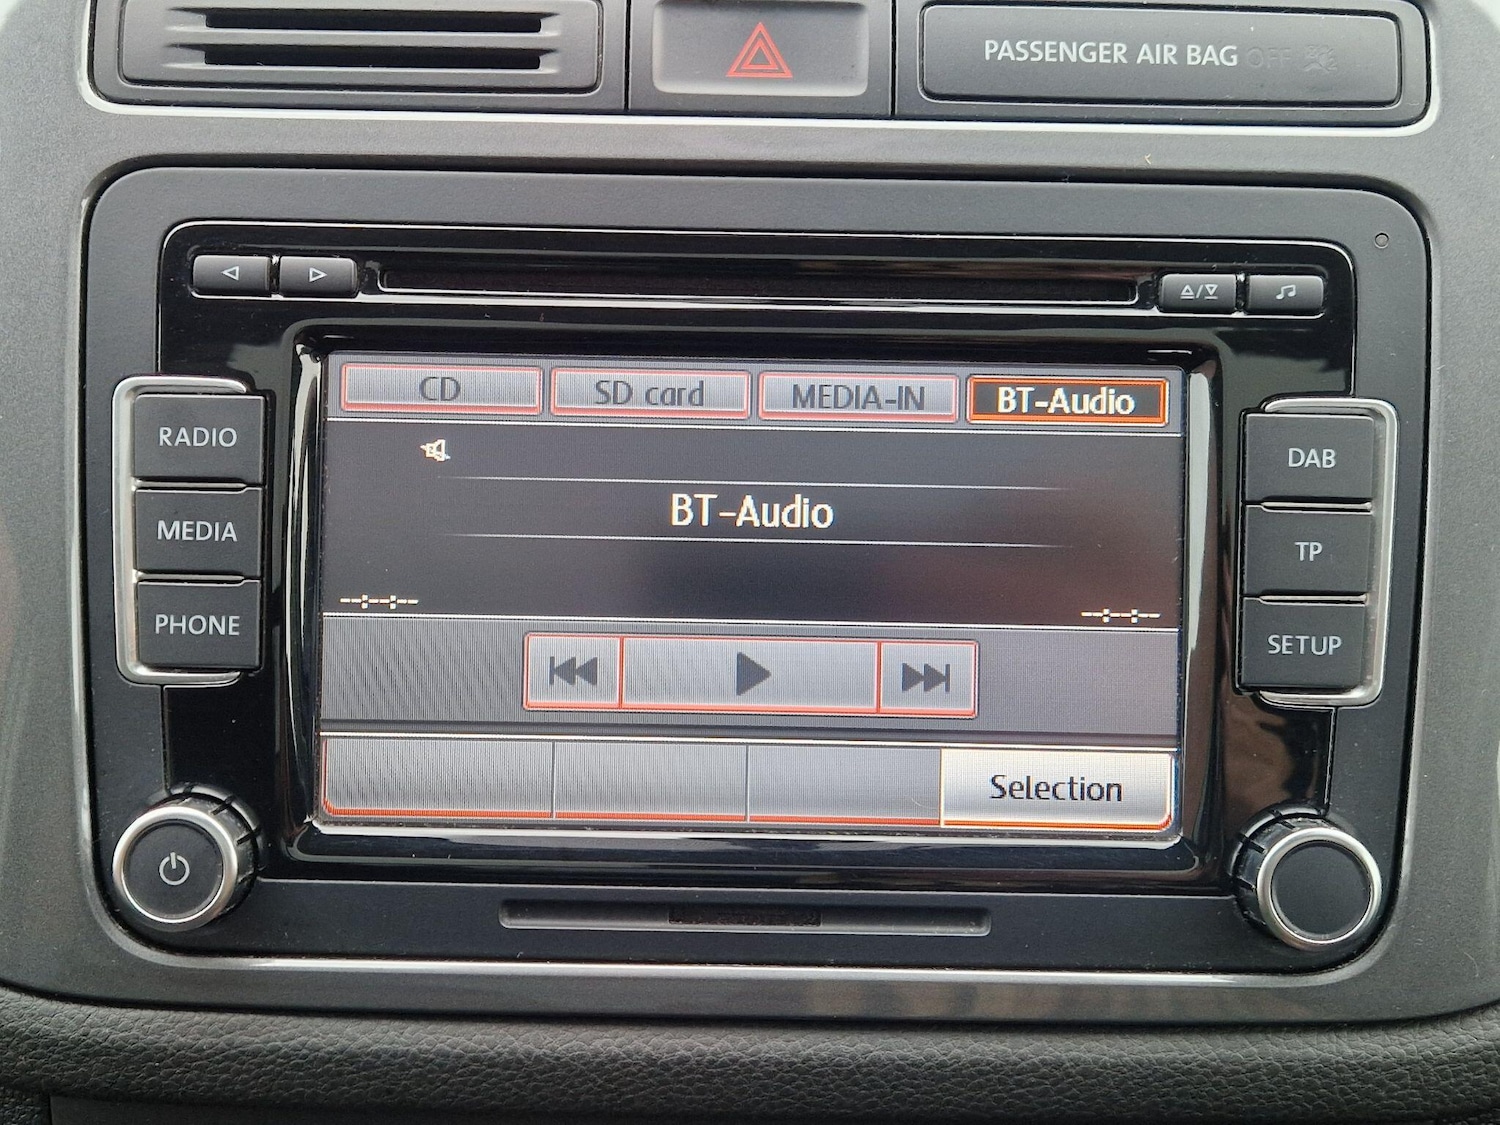 PASSENGER AIR BAG OFF
CD SD card MEDIA-IN BT-Audio
RADIO
MEDIA
PHONE
BT-Audio
--:--:--
--:--:--
Selection
DAB
TP
SETUP